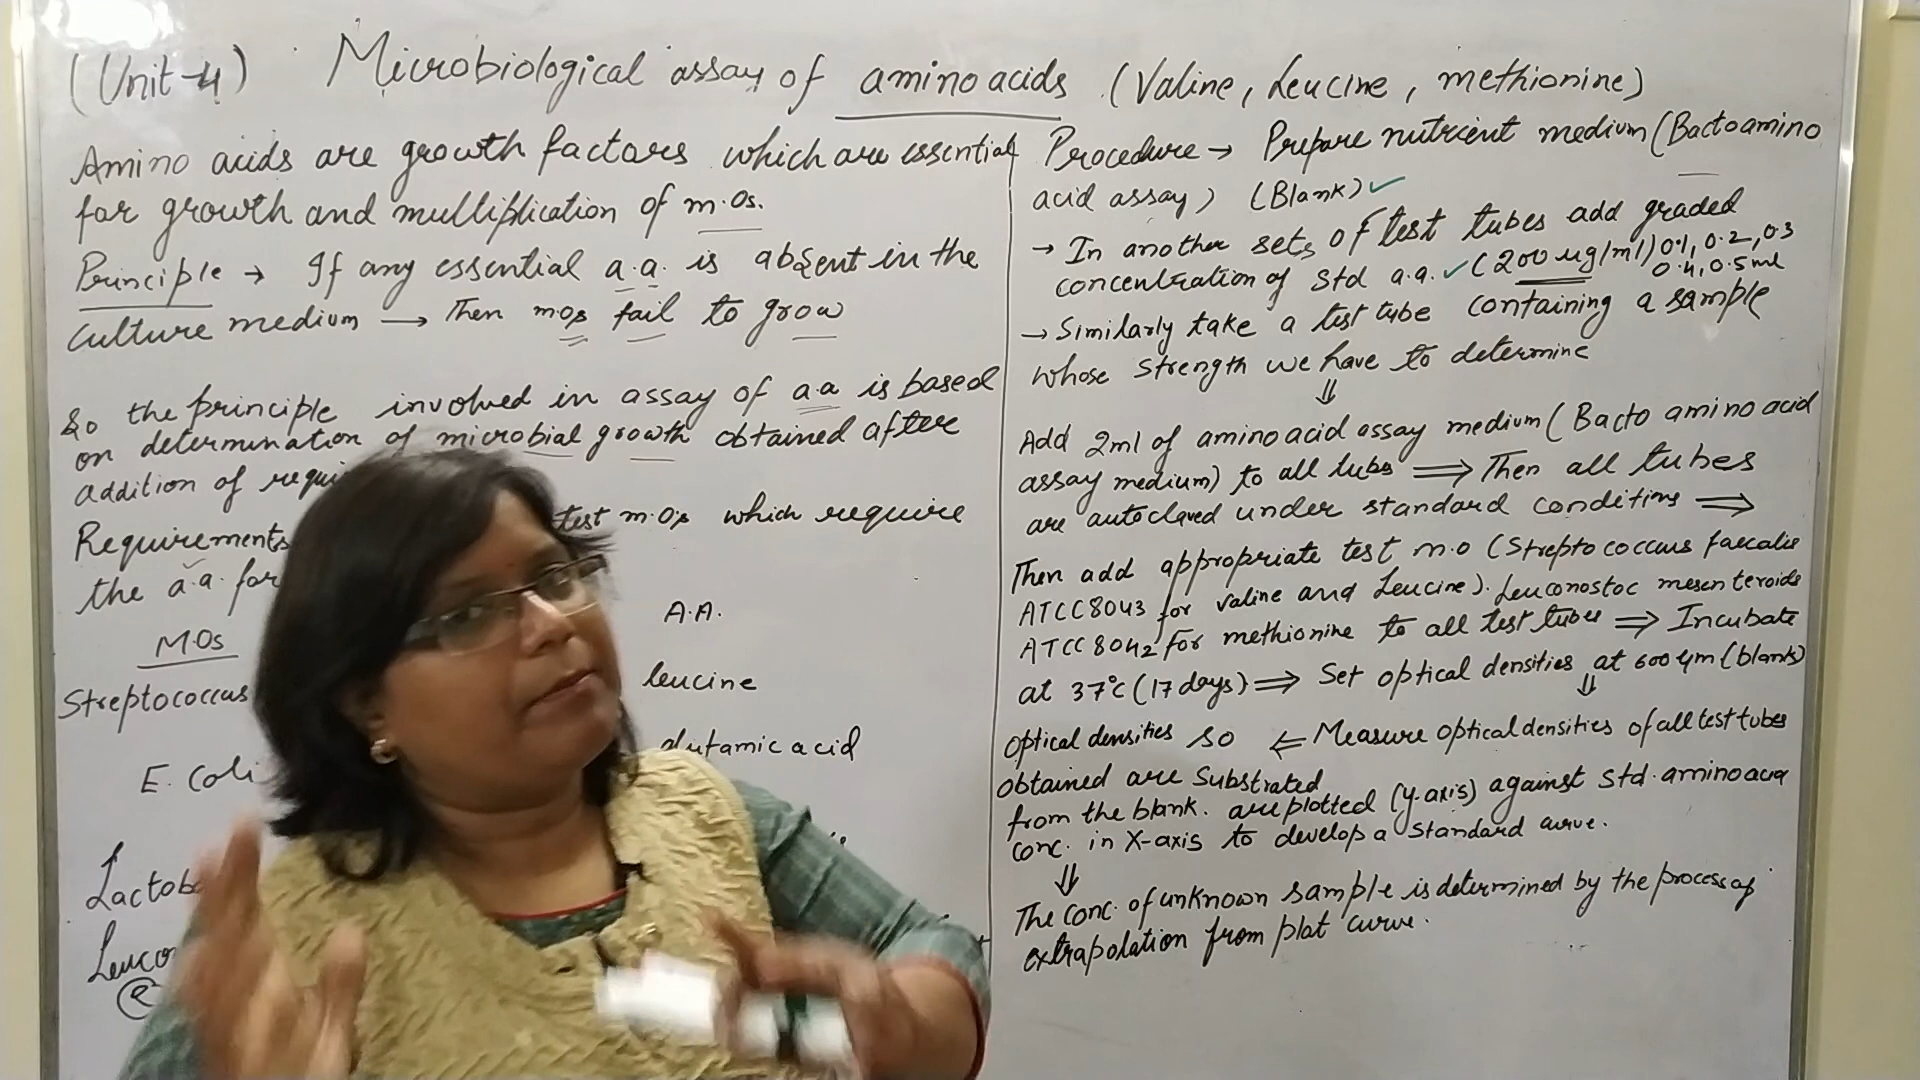 (Unit-4) Microbiological assay of amino acids (Valine, Leucine, methionine)
Amino acids are growth factors which are essential
for growth and multiplication of m.Os.
Principle → If any essential a.a. is absent in the
culture medium → Then m.os fail to grow
So the principle involved in assay of a.a is based
on determination of microbial growth obtained after
addition of
Requirements test m.O's which require
the a.a. for
M.Os A.A.
Streptococcus leucine
E. Coli glutamic acid
Procedure → Prepare nutrient medium (Bactoamino
acid assay) (Blank) ✓
→ In another sets of test tubes add graded
concentration of std a.a. ✓ (200 ug/ml) 0.1, 0.2, 0.3
0.4, 0.5 ml
→ Similarly take a test tube containing a sample
whose strength we have to determine
⇓
Add 2ml of amino acid assay medium (Bacto amino acid
assay medium) to all tubes ⇒ Then all tubes
are autoclaved under standard conditions ⇒
Then add appropriate test m.o (Strepto coccus faecalis
ATCC8043 for valine and Leucine). Leuconostoc mesenteroids
ATCC 8042 for methionine to all test tubes ⇒ Incubate
at 37°c (17 days) ⇒ Set optical densities at 600 µm (blanks)
⇓
Optical densities so ⇐ Measure optical densities of all test tubes
obtained are substrated
from the blank. are plotted (y-axis) against std. amino acid
conc. in X-axis to develop a standard curve.
⇓
The conc. of unknown sample is determined by the process of
extrapolation from plat curve.